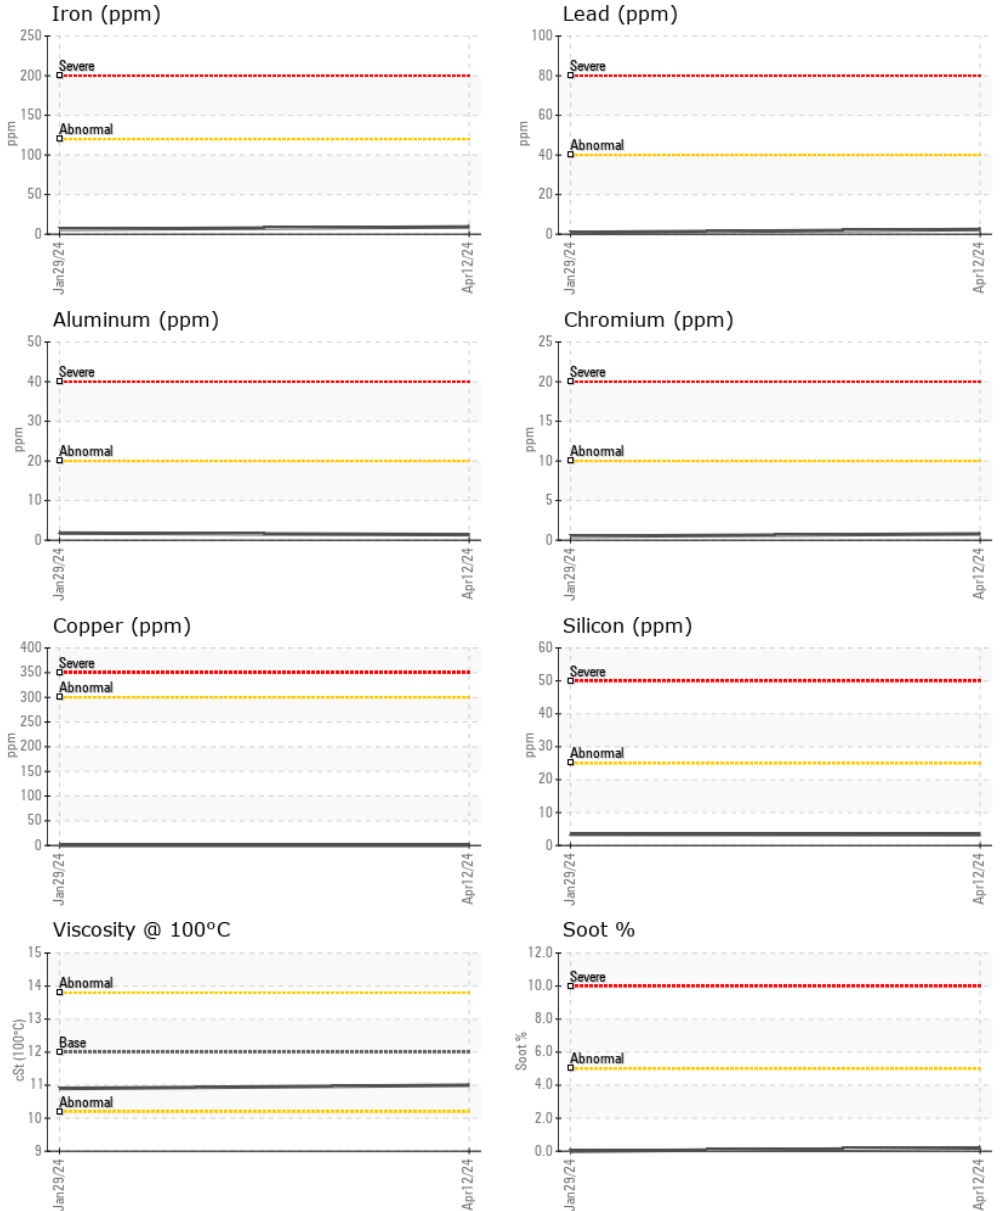 Iron (ppm)
250
200
150
100
50
0
ppm
Severe
Abnormal
Jan29/24
Apr12/24
Lead (ppm)
100
80
60
40
20
0
ppm
Severe
Abnormal
Jan29/24
Apr12/24
Aluminum (ppm)
50
40
30
20
10
0
ppm
Severe
Abnormal
Jan29/24
Apr12/24
Chromium (ppm)
25
20
15
10
5
0
ppm
Severe
Abnormal
Jan29/24
Apr12/24
Copper (ppm)
400
350
300
250
200
150
100
50
0
ppm
Severe
Abnormal
Jan29/24
Apr12/24
Silicon (ppm)
60
50
40
30
20
10
0
ppm
Severe
Abnormal
Jan29/24
Apr12/24
Viscosity @ 100°C
15
14
13
12
11
10
9
cSt (100°C)
Abnormal
Base
Abnormal
Jan29/24
Apr12/24
Soot %
12.0
10.0
8.0
6.0
4.0
2.0
0.0
Soot %
Severe
Abnormal
Jan29/24
Apr12/24